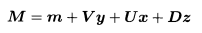 M = m + Vy + Ux + Dz